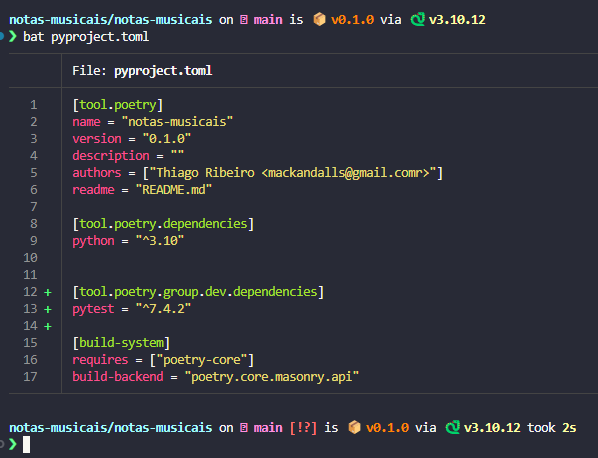 notas-musicais/notas-musicais on main is 📦 v0.1.0 via v3.10.12
❯ bat pyproject.toml
File: pyproject.toml
1 [tool.poetry]
2 name = "notas-musicais"
3 version = "0.1.0"
4 description = ""
5 authors = ["Thiago Ribeiro <mackandalls@gmail.comr>"]
6 readme = "README.md"
7
8 [tool.poetry.dependencies]
9 python = "^3.10"
10
11
12 + [tool.poetry.group.dev.dependencies]
13 + pytest = "^7.4.2"
14 +
15 [build-system]
16 requires = ["poetry-core"]
17 build-backend = "poetry.core.masonry.api"
notas-musicais/notas-musicais on main [!?] is 📦 v0.1.0 via v3.10.12 took 2s
❯